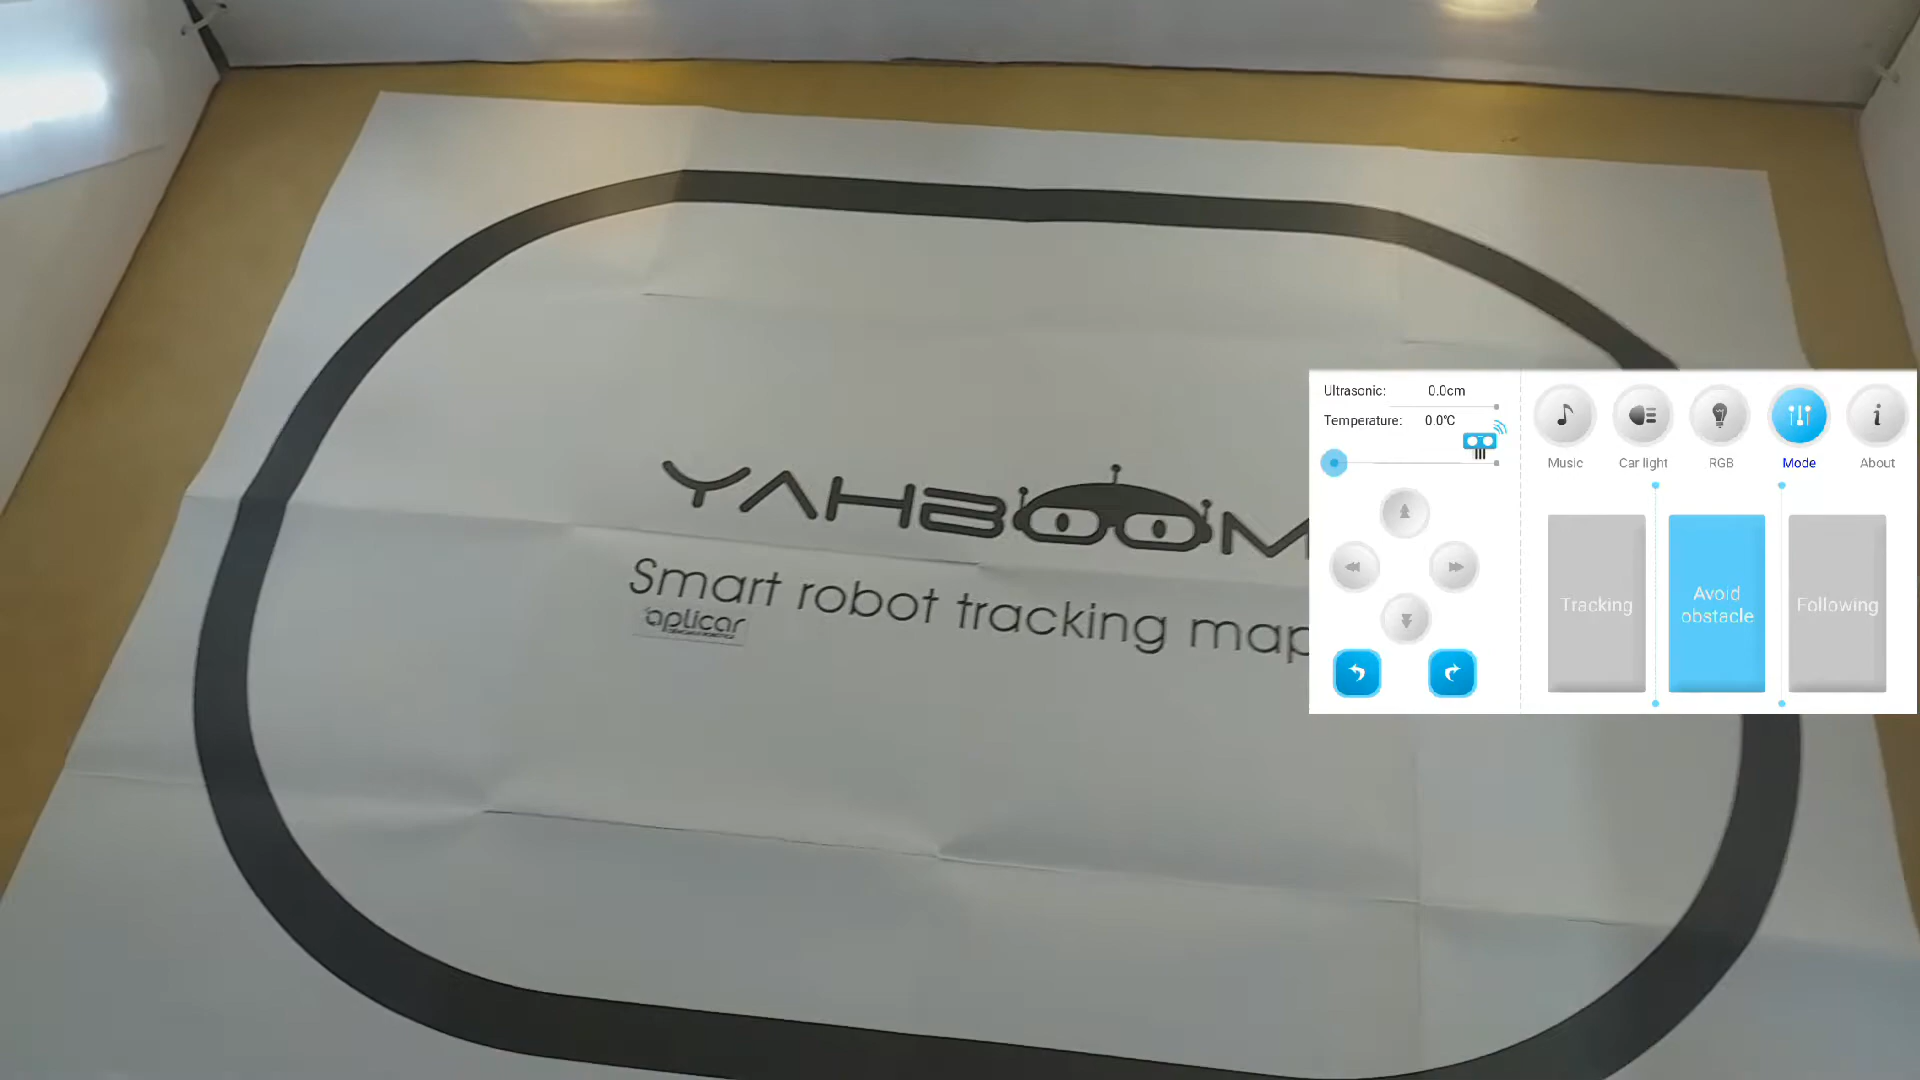 YAHBOOM
Smart robot tracking map
aplicar
Ultrasonic: 0.0cm
Temperature: 0.0℃
Music Car light RGB Mode About
Tracking
Avoid
obstacle
Following